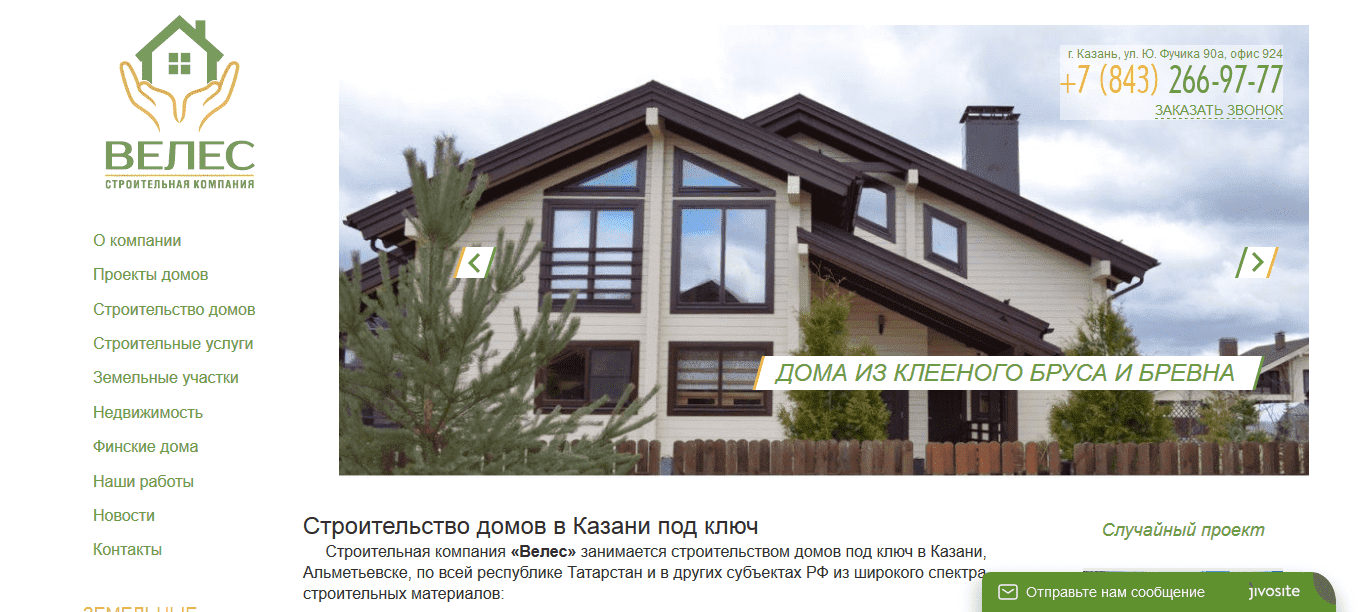 ВЕЛЕС
СТРОИТЕЛЬНАЯ КОМПАНИЯ
О компании
Проекты домов
Строительство домов
Строительные услуги
Земельные участки
Недвижимость
Финские дома
Наши работы
Новости
Контакты
ЗЕМЕЛЬНЫЕ
г. Казань, ул. Ю. Фучика 90а, офис 924
+7 (843) 266-97-77
ЗАКАЗАТЬ ЗВОНОК
ДОМА ИЗ КЛЕЕНОГО БРУСА И БРЕВНА
Строительство домов в Казани под ключ
Строительная компания «Велес» занимается строительством домов под ключ в Казани,
Альметьевске, по всей республике Татарстан и в других субъектах РФ из широкого спектра
строительных материалов:
Случайный проект
Отправьте нам сообщение jivosite